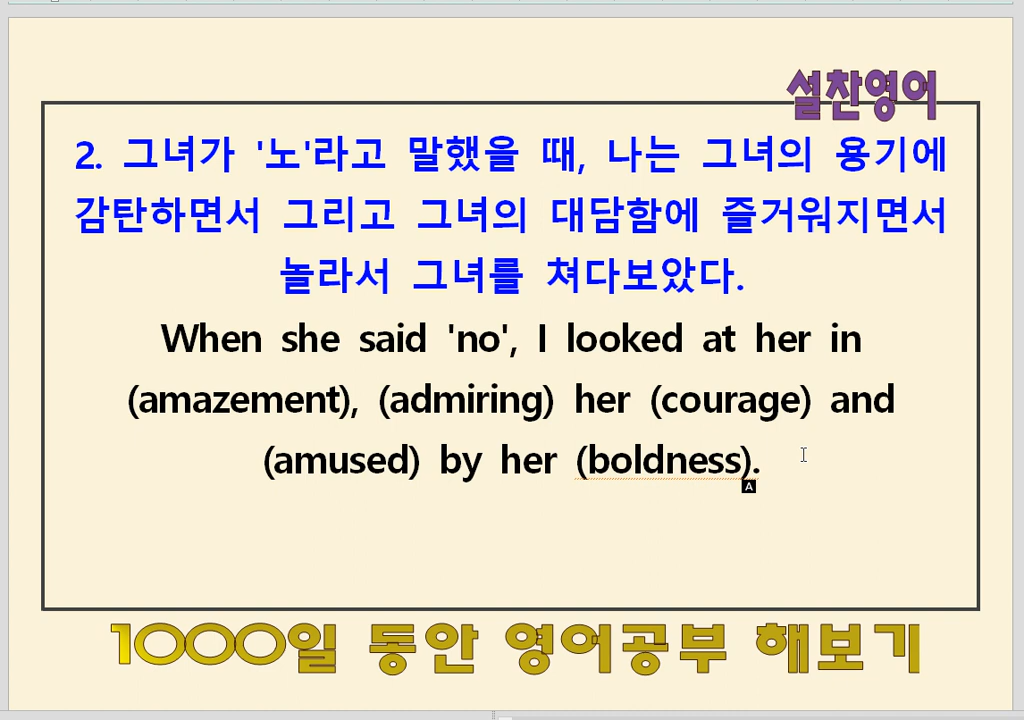 설찬영어
2. 그녀가 '노'라고 말했을 때, 나는 그녀의 용기에
감탄하면서 그리고 그녀의 대담함에 즐거워지면서
놀라서 그녀를 쳐다보았다.
When she said 'no', I looked at her in
(amazement), (admiring) her (courage) and
(amused) by her (boldness).
A
1000일 동안 영어공부 해보기